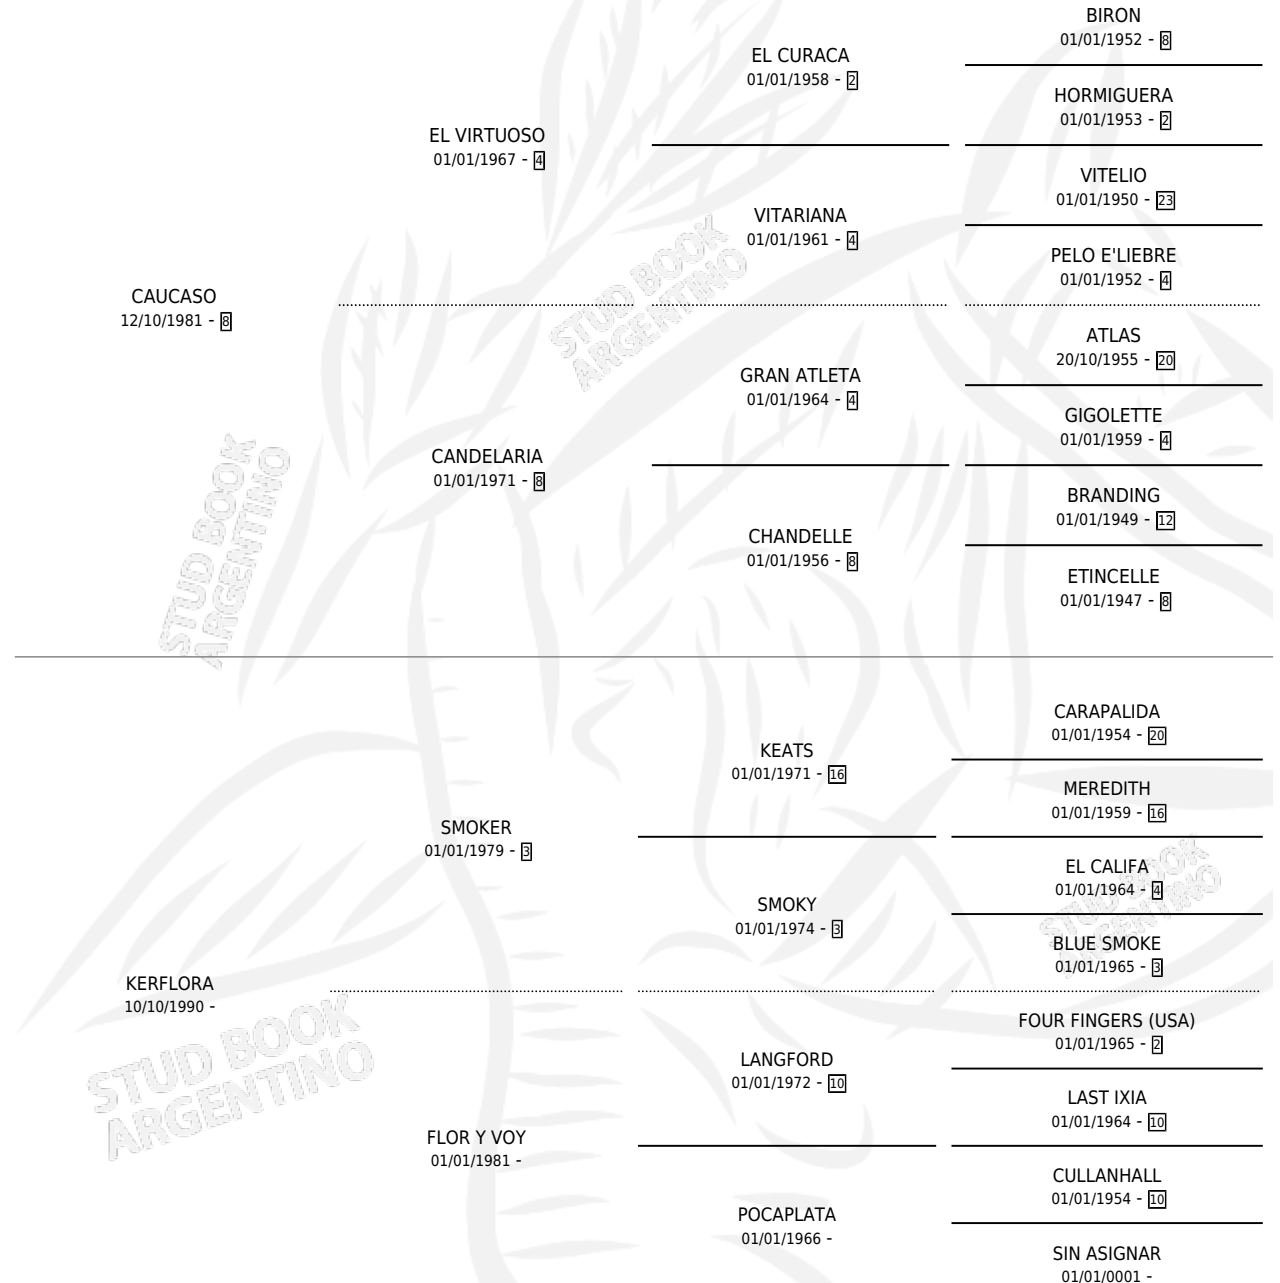 BIRON
01/01/1952 - 8
EL CURACA
01/01/1958 - 2
HORMIGUERA
01/01/1953 - 2
EL VIRTUOSO
01/01/1967 - 4
VITELIO
01/01/1950 - 23
VITARIANA
01/01/1961 - 4
PELO E'LIEBRE
01/01/1952 - 4
CAUCASO
12/10/1981 - 8
ATLAS
20/10/1955 - 20
GRAN ATLETA
01/01/1964 - 4
GIGOLETTE
01/01/1959 - 4
CANDELARIA
01/01/1971 - 8
BRANDING
01/01/1949 - 12
CHANDELLE
01/01/1956 - 8
ETINCELLE
01/01/1947 - 8
STUD BOOK
ARGENTINO
STUD BOOK
ARGENTINO
CARAPALIDA
01/01/1954 - 20
KEATS
01/01/1971 - 16
MEREDITH
01/01/1959 - 16
SMOKER
01/01/1979 - 3
EL CALIFA
01/01/1964 - 4
SMOKY
01/01/1974 - 3
BLUE SMOKE
01/01/1965 - 3
KERFLORA
10/10/1990 -
FOUR FINGERS (USA)
01/01/1965 - 2
LANGFORD
01/01/1972 - 10
LAST IXIA
01/01/1964 - 10
FLOR Y VOY
01/01/1981 -
CULLANHALL
01/01/1954 - 10
POCAPLATA
01/01/1966 -
SIN ASIGNAR
01/01/0001 -
STUD BOOK
ARGENTINO
STUD BOOK
ARGENTINO